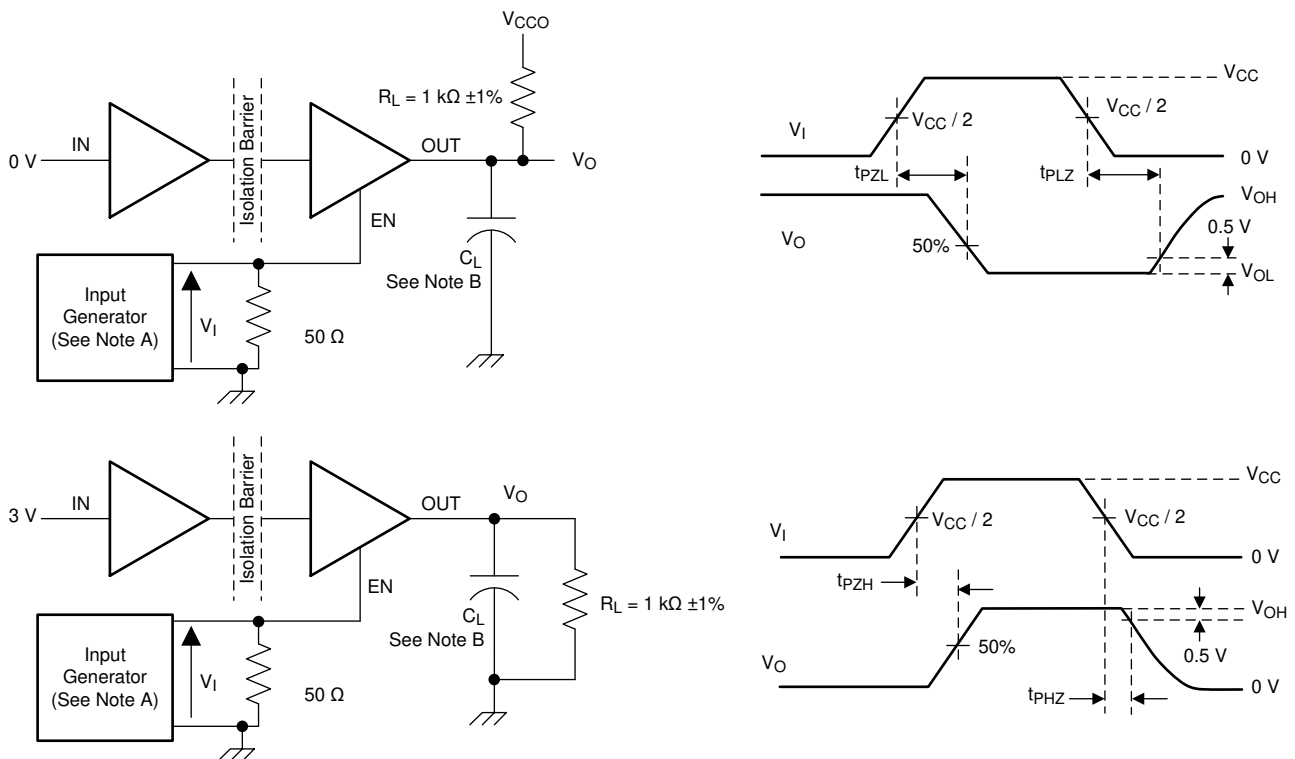 VCCO
RL = 1 kΩ ±1%
IN
OUT
0 V
VO
Isolation Barrier
EN
CL
See Note B
Input
Generator
(See Note A)
VI
50 Ω
VCC
VCC / 2
VCC / 2
VI
0 V
tPZL
tPLZ
VOH
0.5 V
VO
50%
VOL
IN
OUT
VO
3 V
Isolation Barrier
EN
CL
See Note B
RL = 1 kΩ ±1%
Input
Generator
(See Note A)
VI
50 Ω
VCC
VI
VCC / 2
VCC / 2
0 V
tPZH
VOH
50%
0.5 V
VO
tPHZ
0 V